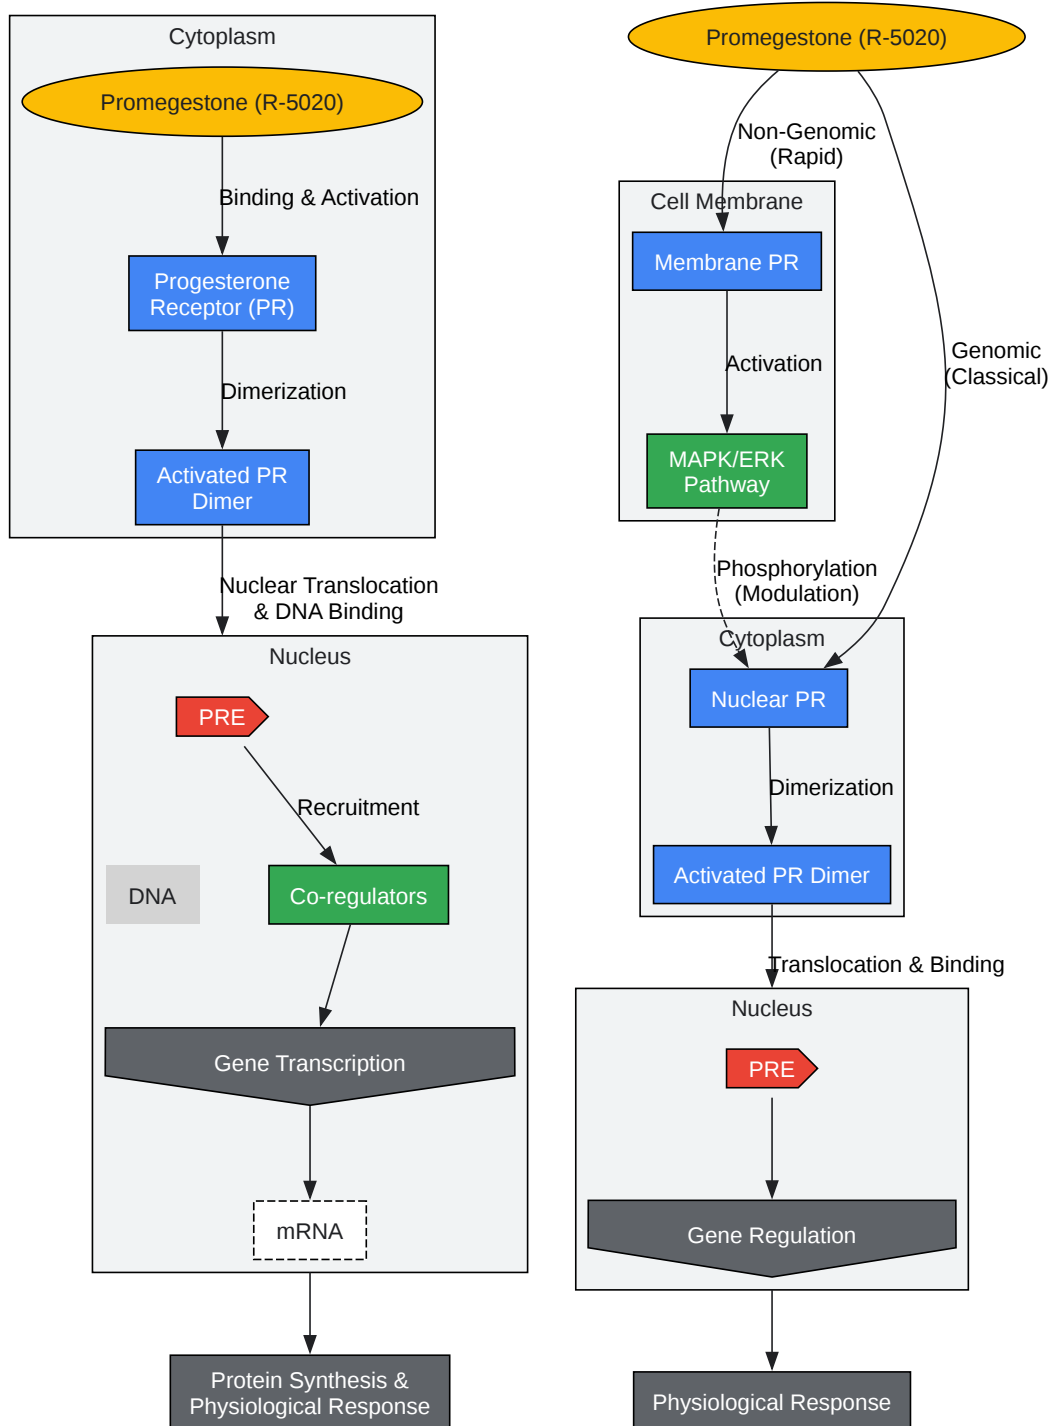 Cytoplasm
Promegestone (R-5020)
Binding & Activation
Progesterone
Receptor (PR)
Dimerization
Activated PR
Dimer
Nuclear Translocation
& DNA Binding
Nucleus
PRE
Recruitment
DNA
Co-regulators
Gene Transcription
mRNA
Protein Synthesis &
Physiological Response
Promegestone (R-5020)
Non-Genomic
(Rapid)
Cell Membrane
Membrane PR
Activation
Genomic
(Classical)
MAPK/ERK
Pathway
Phosphorylation
(Modulation)
Cytoplasm
Nuclear PR
Dimerization
Activated PR Dimer
Translocation & Binding
Nucleus
PRE
Gene Regulation
Physiological Response